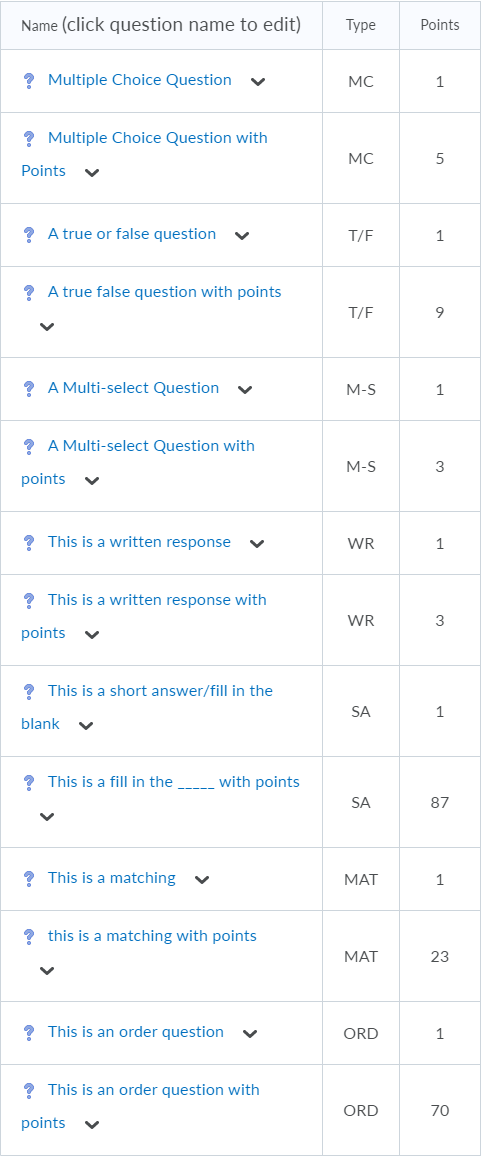 Name (click question name to edit) Type Points
Multiple Choice Question MC 1
Multiple Choice Question with
Points MC 5
A true or false question T/F 1
A true false question with points
T/F 9
A Multi-select Question M-S 1
A Multi-select Question with
points M-S 3
This is a written response WR 1
This is a written response with
points WR 3
This is a short answer/fill in the
blank SA 1
This is a fill in the _____ with points
SA 87
This is a matching MAT 1
this is a matching with points
MAT 23
This is an order question ORD 1
This is an order question with
points ORD 70